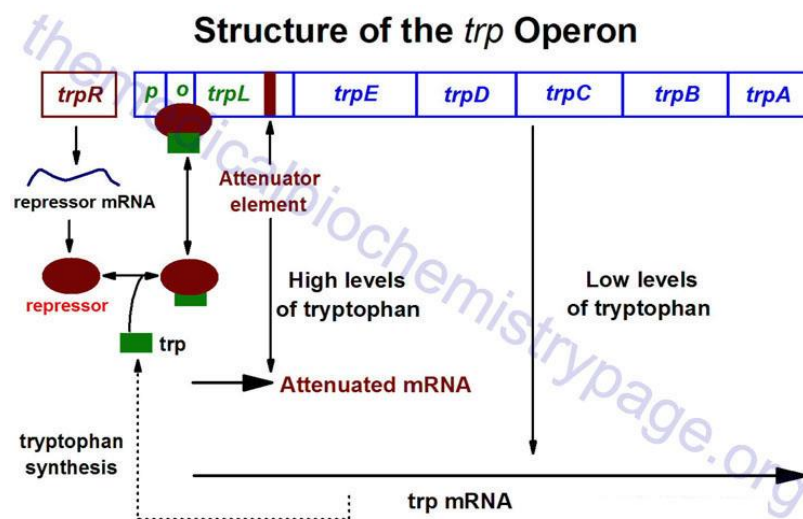 Structure of the trp Operon
trpR
p
o
trpL
trpE
trpD
trpC
trpB
trpA
repressor mRNA
Attenuator
element
repressor
trp
High levels
of tryptophan
Low levels
of tryptophan
Attenuated mRNA
tryptophan
synthesis
trp mRNA
themedicalbiochemistrypage.org